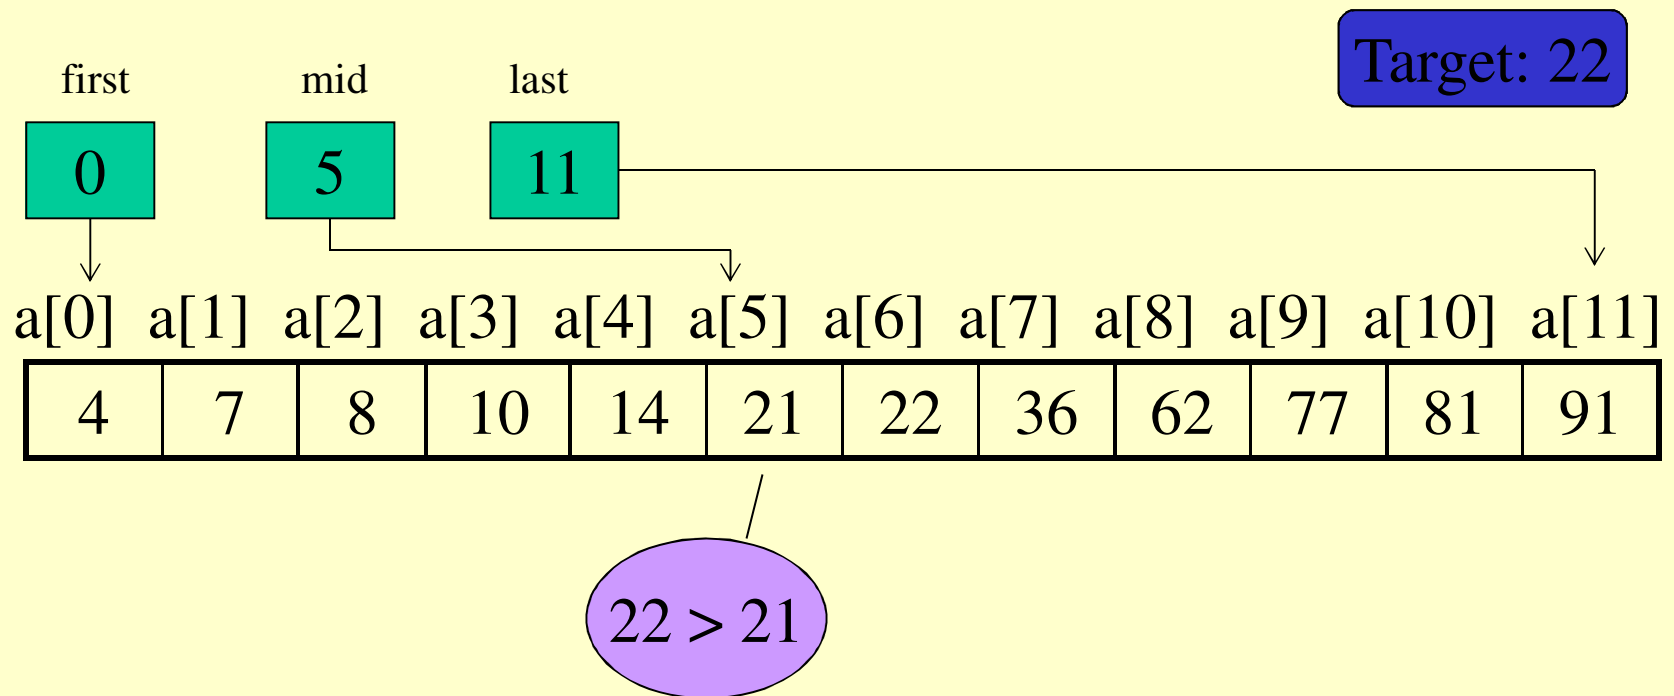 Target: 22
first mid last
0 5 11
a[0] a[1] a[2] a[3] a[4] a[5] a[6] a[7] a[8] a[9] a[10] a[11]
4 7 8 10 14 21 22 36 62 77 81 91
22 > 21